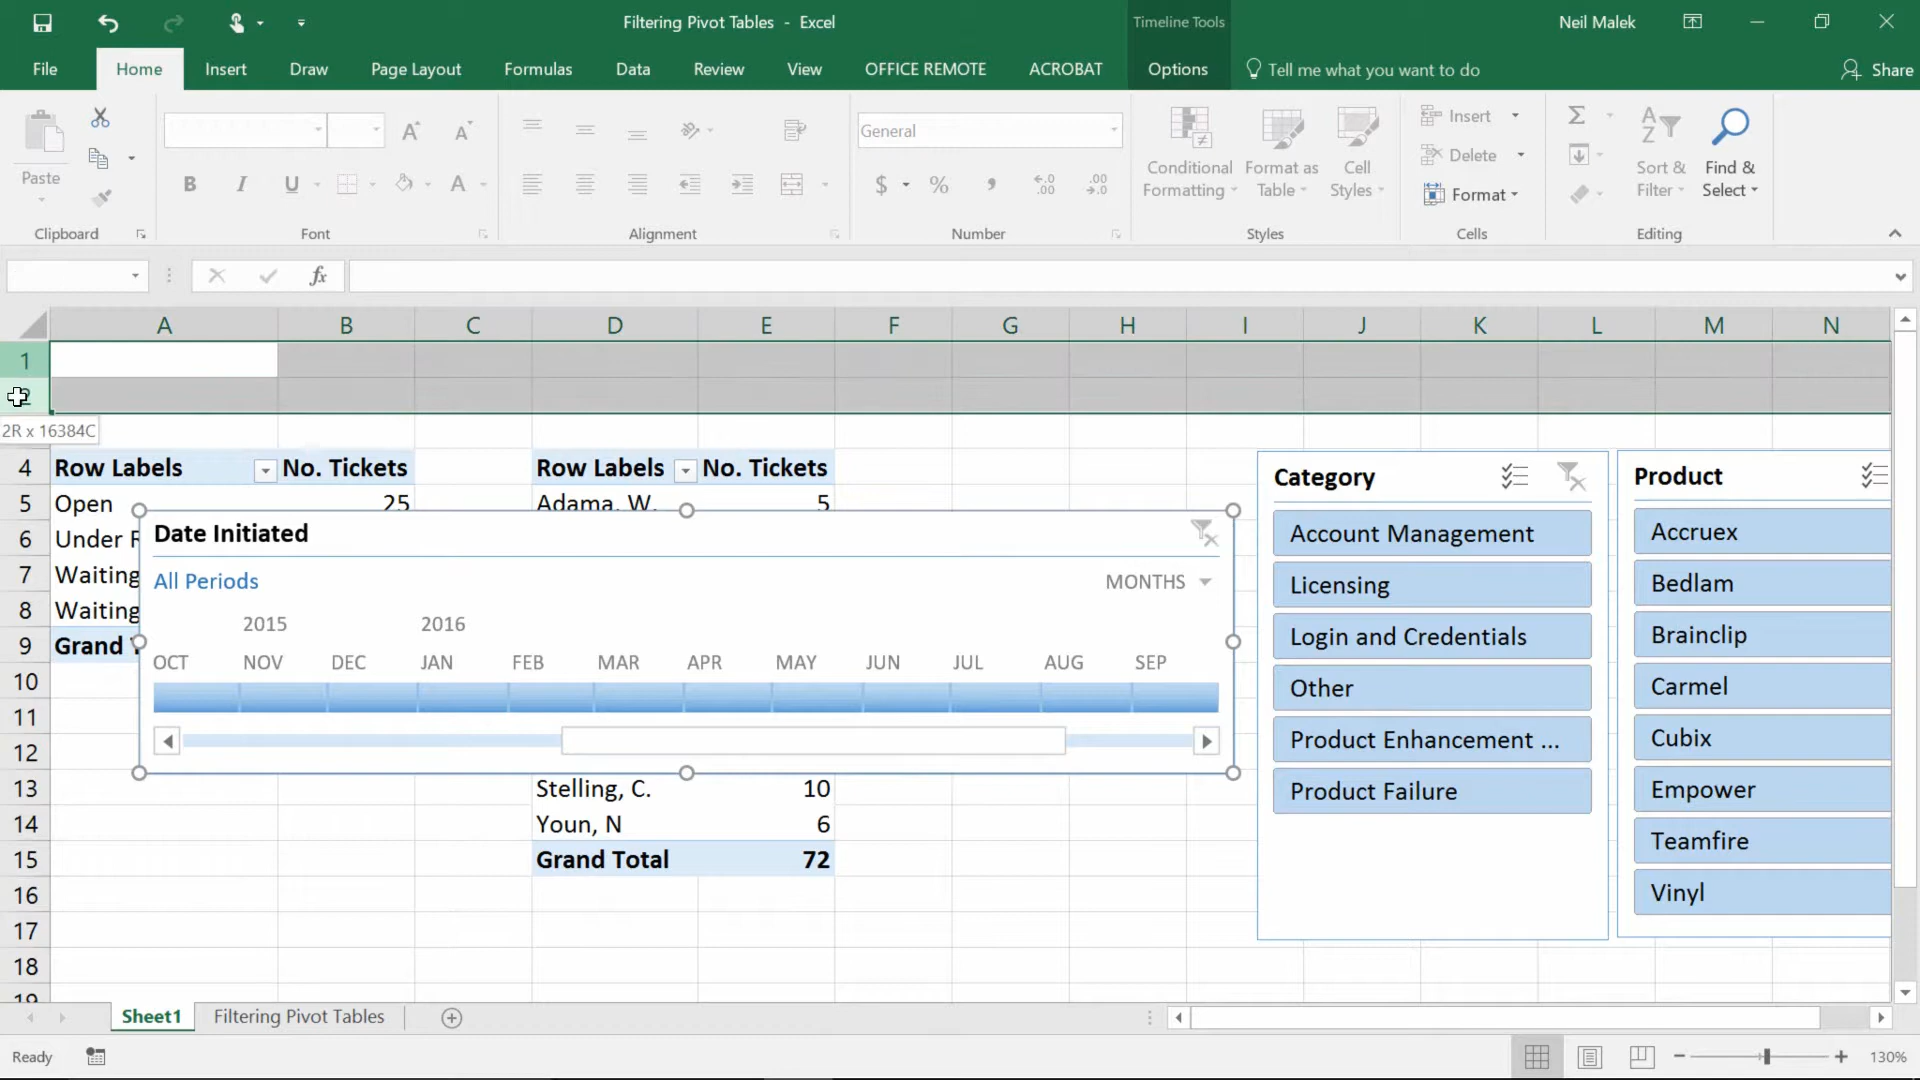 Filtering Pivot Tables - Excel
Timeline Tools
Neil Malek
File Home Insert Draw Page Layout Formulas Data Review View OFFICE REMOTE ACROBAT Options Tell me what you want to do Share
Paste
Clipboard
B I U A
Font
Alignment
General
$ % ,
Number
Conditional Formatting
Format as Table
Cell Styles
Styles
Insert
Delete
Format
Cells
Sort & Filter
Find & Select
Editing
fx
A B C D E F G H I J K L M N
1
2R x 16384C
4 Row Labels No. Tickets Row Labels No. Tickets
5 Open 25 Adama, W. 5
6 Under R
7 Waiting
8 Waiting
9 Grand
10
11
12
13 Stelling, C. 10
14 Youn, N 6
15 Grand Total 72
16
17
18
19
Date Initiated
All Periods MONTHS
2015 2016
OCT NOV DEC JAN FEB MAR APR MAY JUN JUL AUG SEP
Category
Account Management
Licensing
Login and Credentials
Other
Product Enhancement ...
Product Failure
Product
Accruex
Bedlam
Brainclip
Carmel
Cubix
Empower
Teamfire
Vinyl
Sheet1 Filtering Pivot Tables
Ready 130%